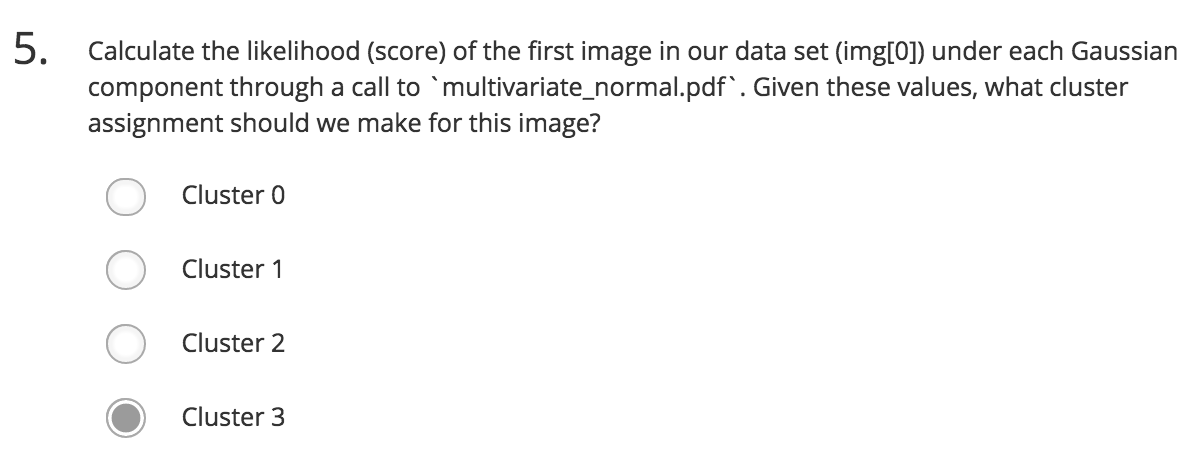 5. Calculate the likelihood (score) of the first image in our data set (img[0]) under each Gaussian
component through a call to `multivariate_normal.pdf`. Given these values, what cluster
assignment should we make for this image?
Cluster 0
Cluster 1
Cluster 2
Cluster 3